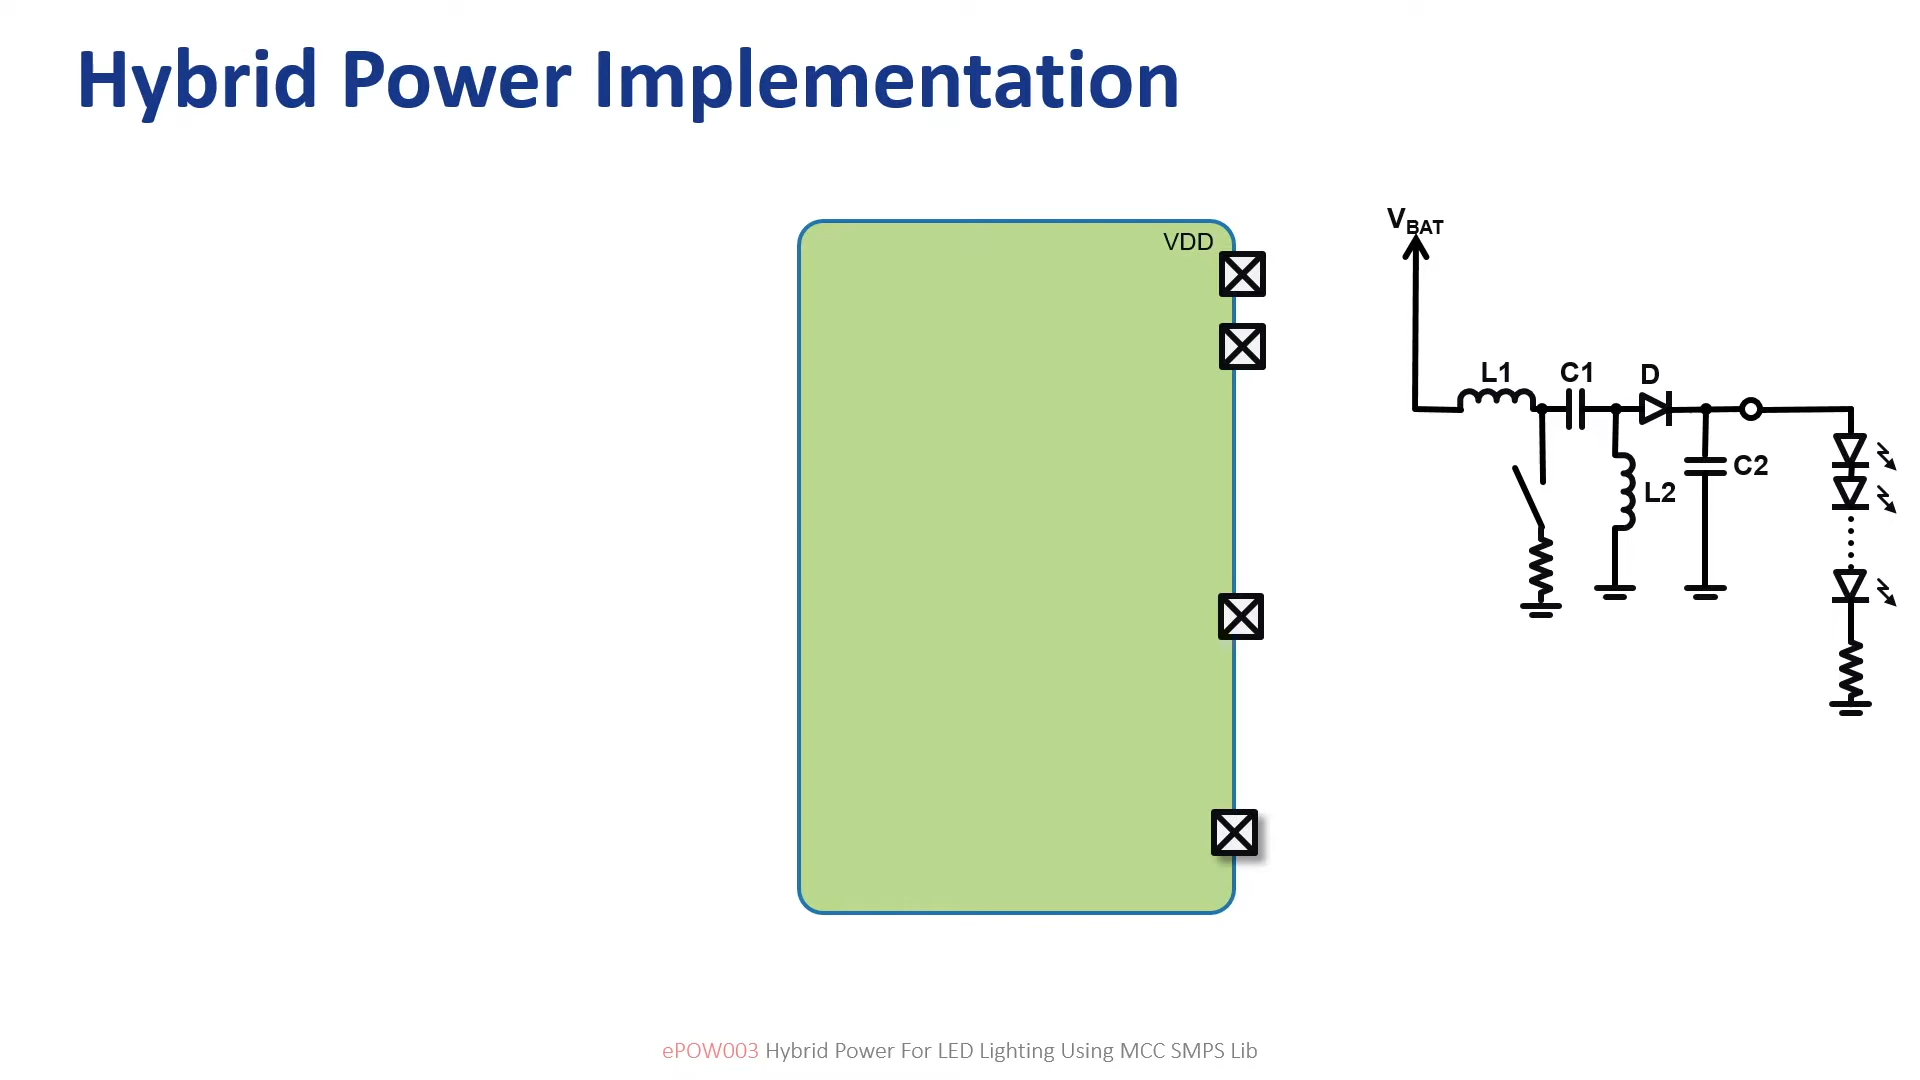 Hybrid Power Implementation
VDD
VBAT
L1 C1 D
C2
L2
ePOW003 Hybrid Power For LED Lighting Using MCC SMPS Lib